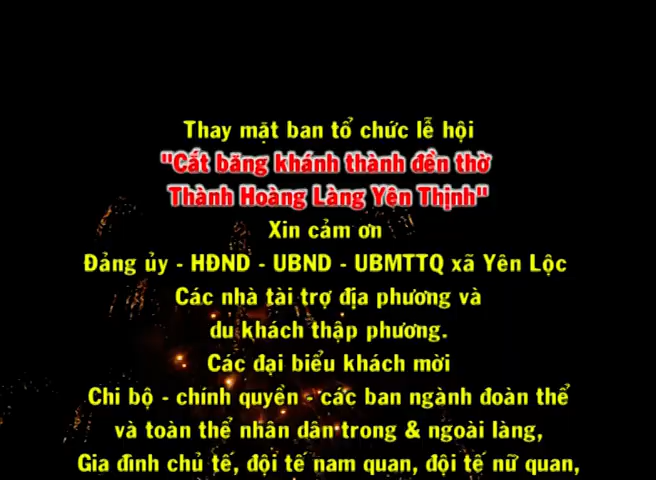 Thay mặt ban tổ chức lễ hội
"Cắt băng khánh thành đền thờ
Thành Hoàng Làng Yên Thịnh"
Xin cảm ơn
Đảng ủy - HĐND - UBND - UBMTTQ xã Yên Lộc
Các nhà tài trợ địa phương và
du khách thập phương.
Các đại biểu khách mời
Chi bộ - chính quyền - các ban ngành đoàn thể
và toàn thể nhân dân trong & ngoài làng,
Gia đình chủ tế, đội tế nam quan, đội tế nữ quan,